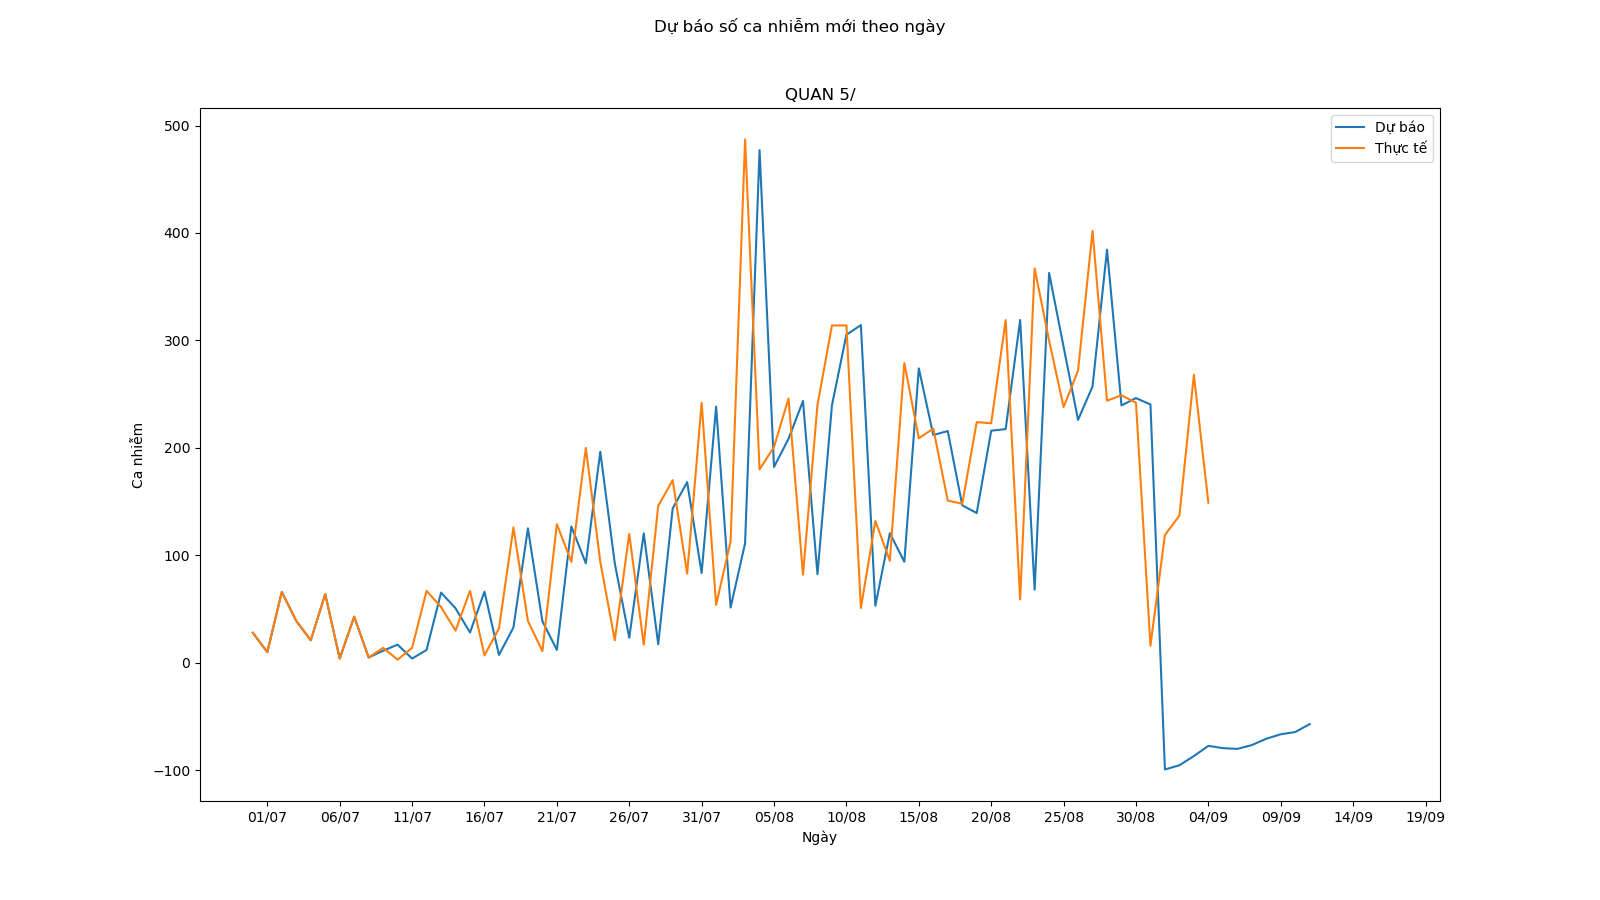 Dự báo số ca nhiễm mới theo ngày
QUAN 5/
Dự báo
Thực tế
500
400
300
200
100
0
−100
Ca nhiễm
01/07 06/07 11/07 16/07 21/07 26/07 31/07 05/08 10/08 15/08 20/08 25/08 30/08 04/09 09/09 14/09 19/09
Ngày